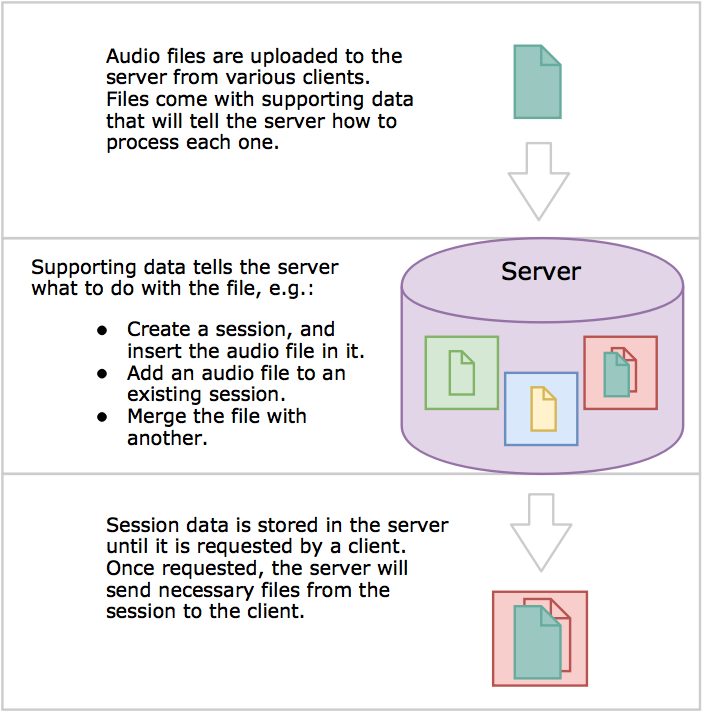 Audio files are uploaded to the
server from various clients.
Files come with supporting data
that will tell the server how to
process each one.
Supporting data tells the server
what to do with the file, e.g.:
● Create a session, and
insert the audio file in it.
● Add an audio file to an
existing session.
● Merge the file with
another.
Server
Session data is stored in the server
until it is requested by a client.
Once requested, the server will
send necessary files from the
session to the client.